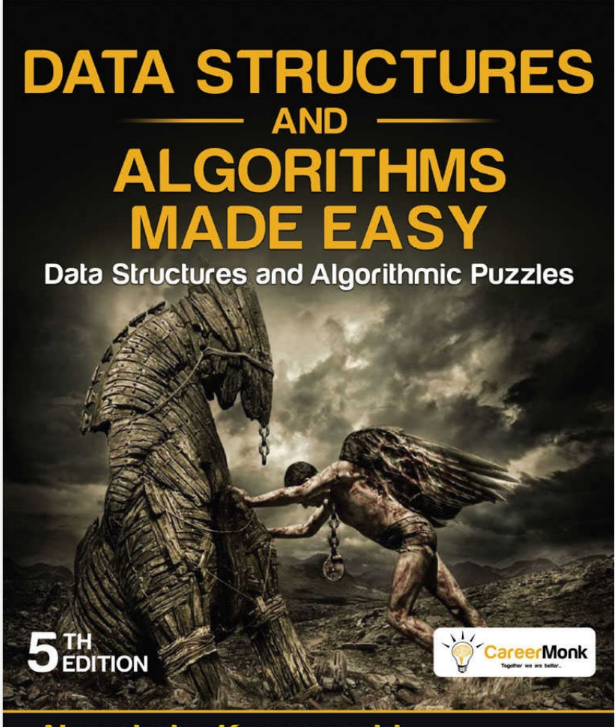 DATA STRUCTURES
AND
ALGORITHMS
MADE EASY
Data Structures and Algorithmic Puzzles
5TH
EDITION
CareerMonk
Together we are better..